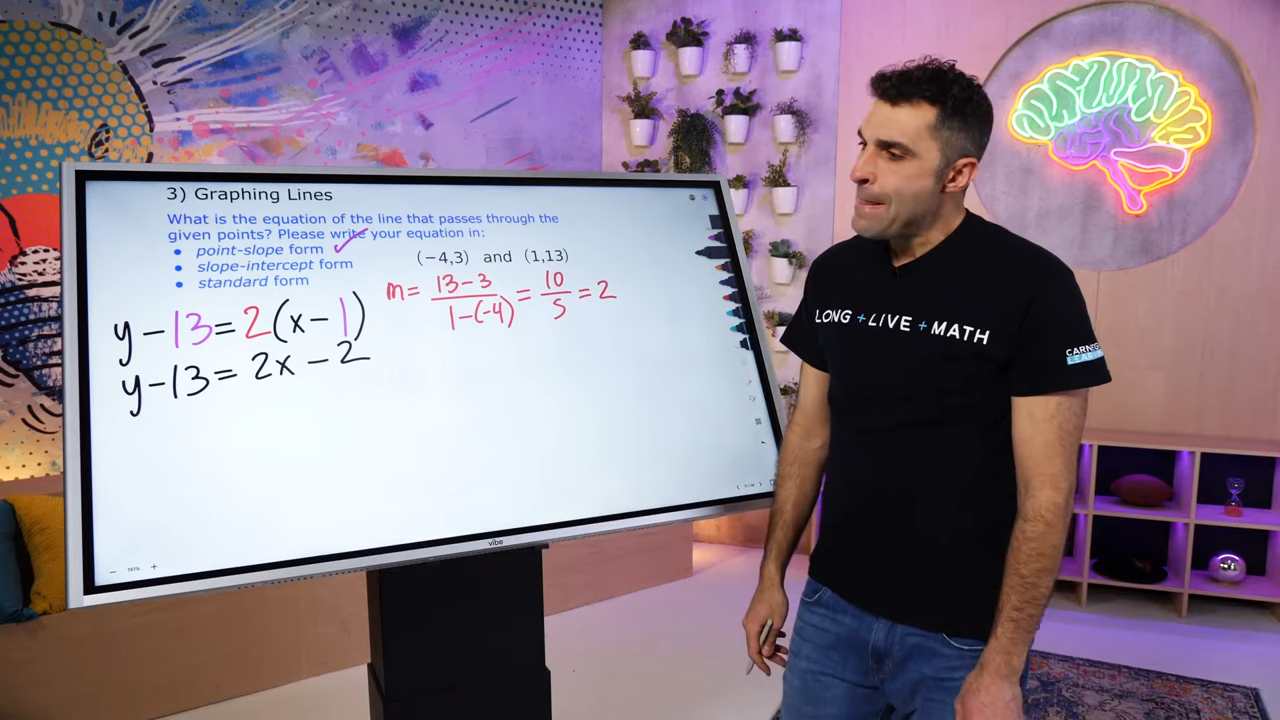 3) Graphing Lines
What is the equation of the line that passes through the
given points? Please write your equation in:
• point-slope form ✓
• slope-intercept form
• standard form
(−4,3) and (1,13)
m= 13−3 / 1−(−4) = 10 / 5 = 2
y−13=2(x−1)
y−13= 2x −2
vibe
LONG + LIVE + MATH